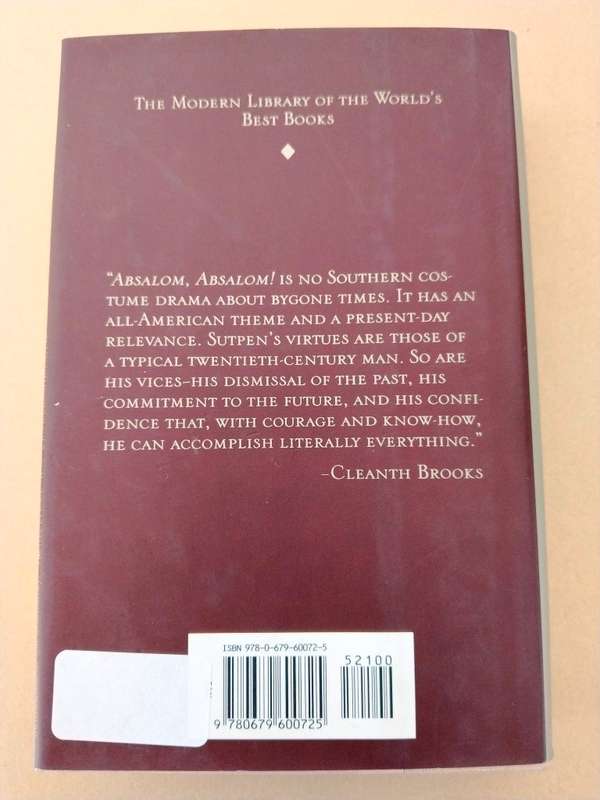 THE MODERN LIBRARY OF THE WORLD'S
BEST BOOKS
"ABSALOM, ABSALOM! IS NO SOUTHERN COS-
TUME DRAMA ABOUT BYGONE TIMES. IT HAS AN
ALL-AMERICAN THEME AND A PRESENT-DAY
RELEVANCE. SUTPEN'S VIRTUES ARE THOSE OF
A TYPICAL TWENTIETH-CENTURY MAN. SO ARE
HIS VICES–HIS DISMISSAL OF THE PAST, HIS
COMMITMENT TO THE FUTURE, AND HIS CONFI-
DENCE THAT, WITH COURAGE AND KNOW-HOW,
HE CAN ACCOMPLISH LITERALLY EVERYTHING."
–CLEANTH BROOKS
ISBN 978-0-679-60072-5
52100
9 780679 600725